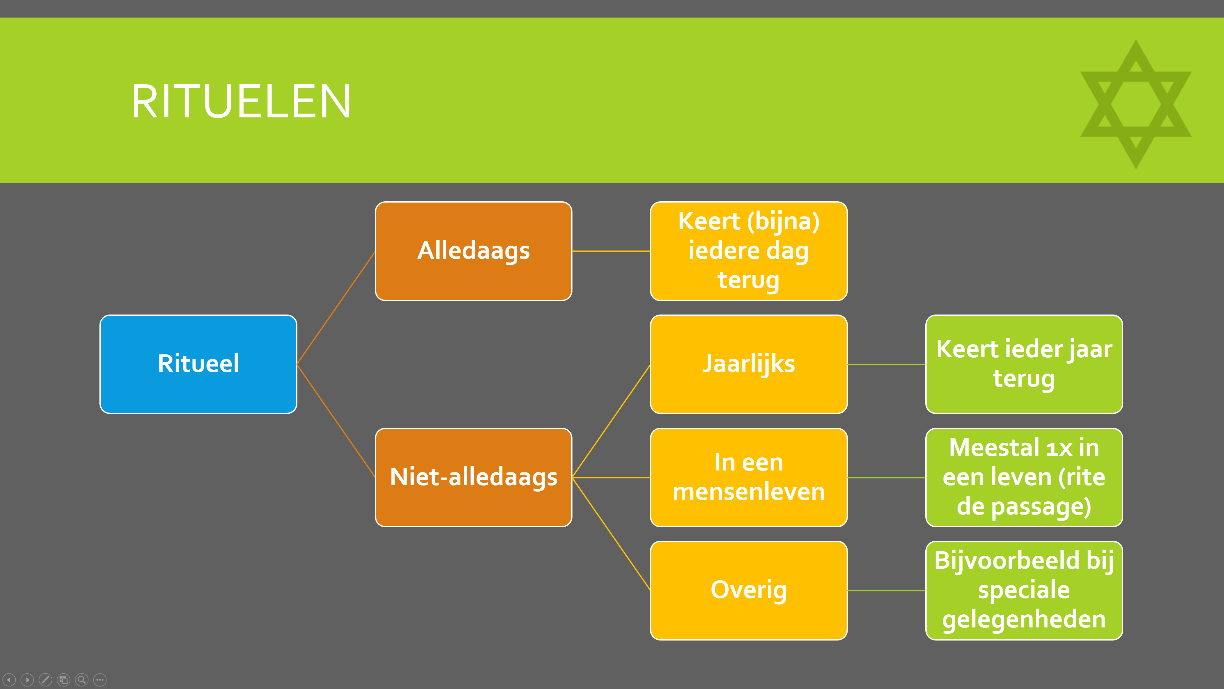 RITUELEN
Alledaags
Keert (bijna)
iedere dag
terug
Ritueel
Jaarlijks
Keert ieder jaar
terug
Niet-alledaags
In een
mensenleven
Meestal 1x in
een leven (rite
de passage)
Overig
Bijvoorbeeld bij
speciale
gelegenheden